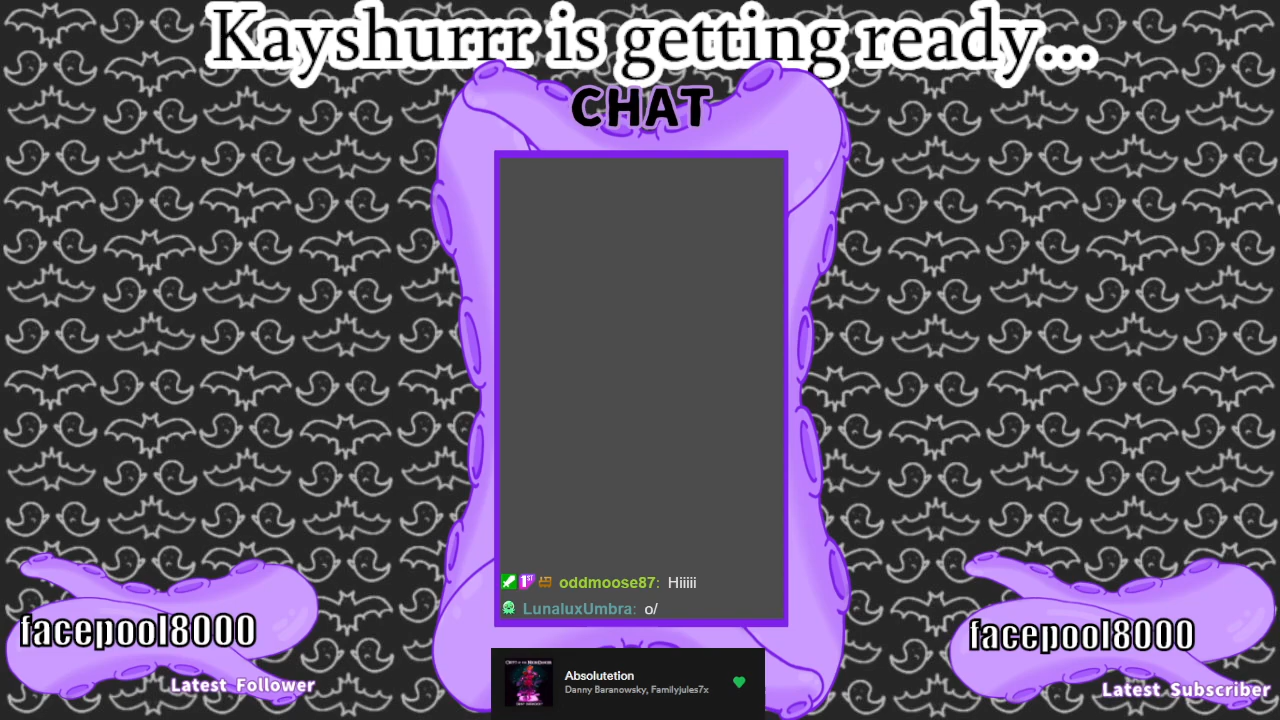 Kayshurrr is getting ready...
CHAT
oddmoose87: Hiiiii
LunaluxUmbra: o/
facepool8000
Latest Follower
facepool8000
Latest Subscriber
Absolutetion
Danny Baranowsky, Familyjules7x